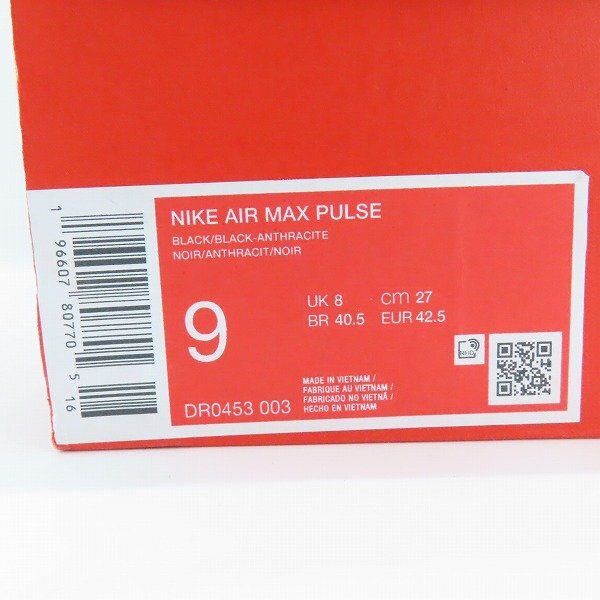 NIKE AIR MAX PULSE
BLACK/BLACK-ANTHRACITE
NOIR/ANTHRACIT/NOIR
9
UK 8 cm 27
BR 40.5 EUR 42.5
RFID
MADE IN VIETNAM /
FABRIQUE AU VIETNAM /
FABRICADO NO VIETNÃ /
HECHO EN VIETNAM
DR0453 003
1 96607 80770 5 16